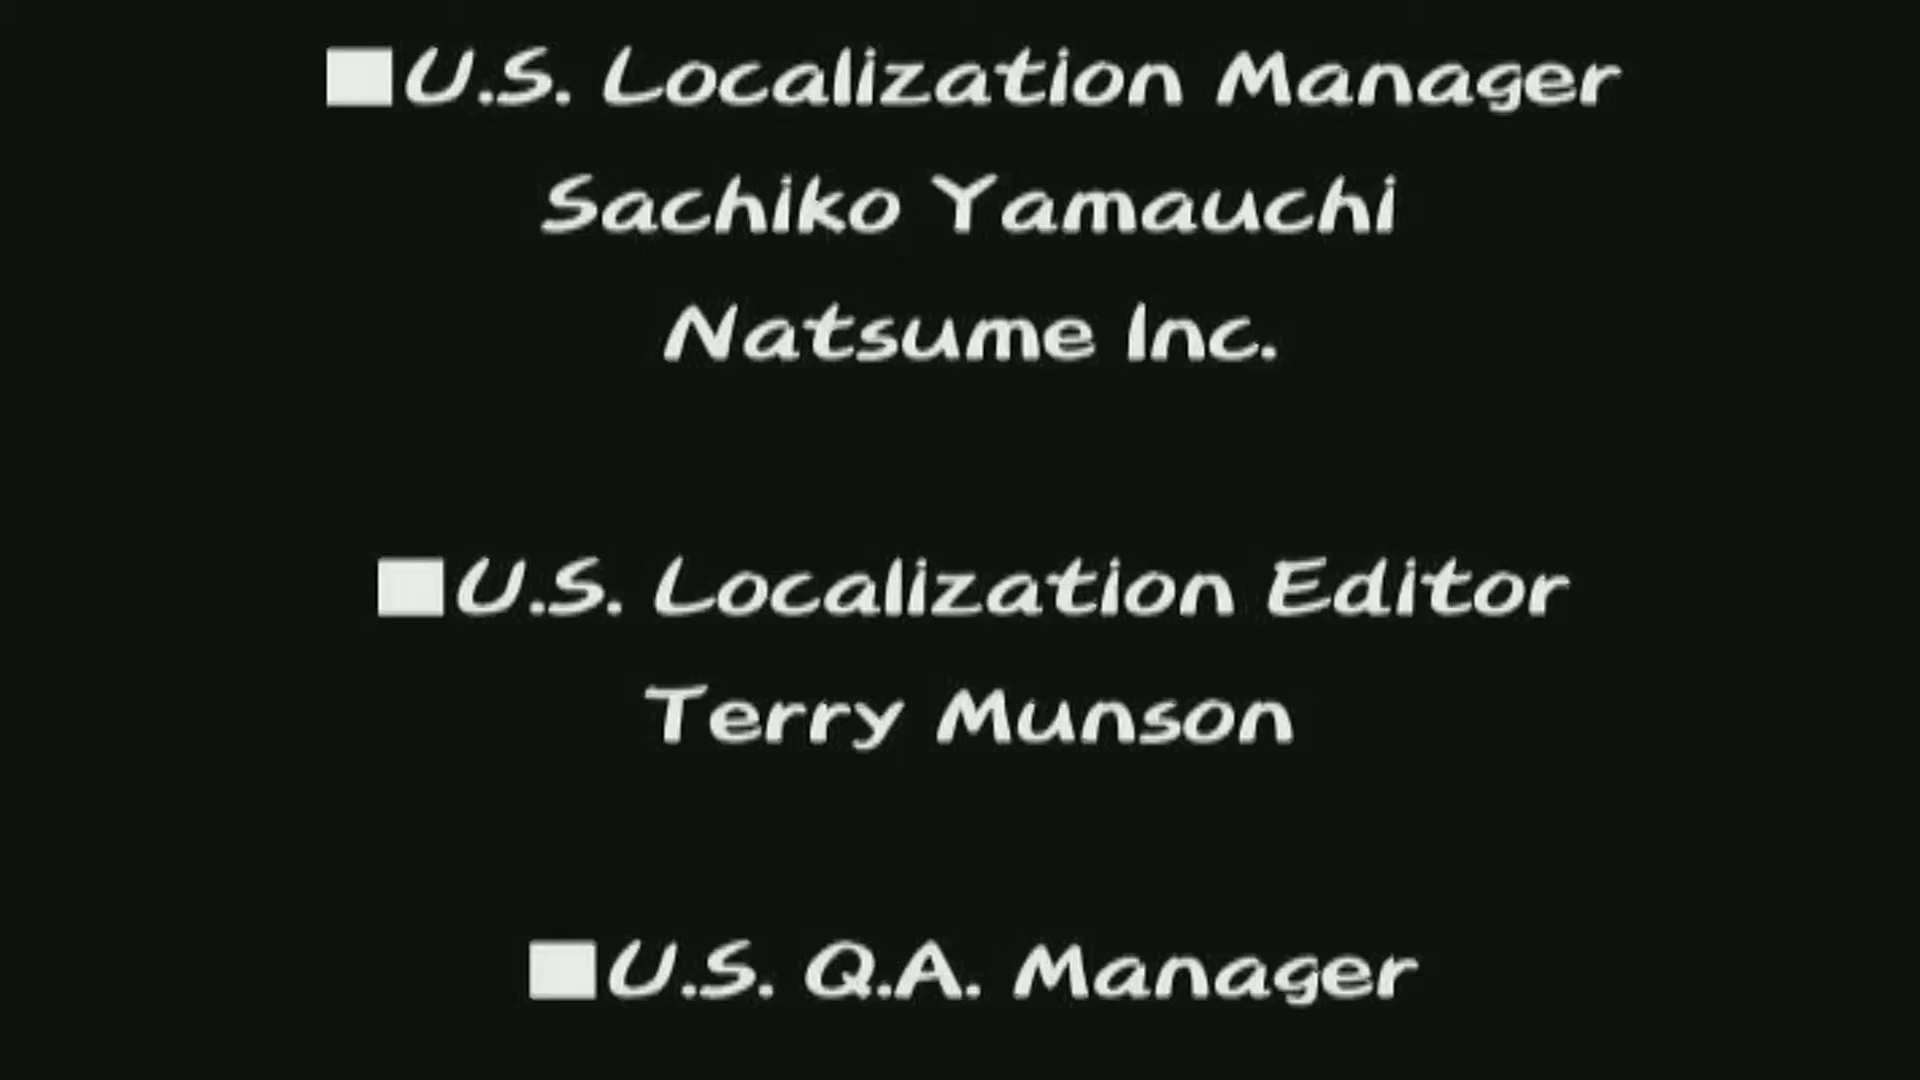 ■U.S. Localization Manager
Sachiko Yamauchi
Natsume Inc.
■U.S. Localization Editor
Terry Munson
■U.S. Q.A. Manager